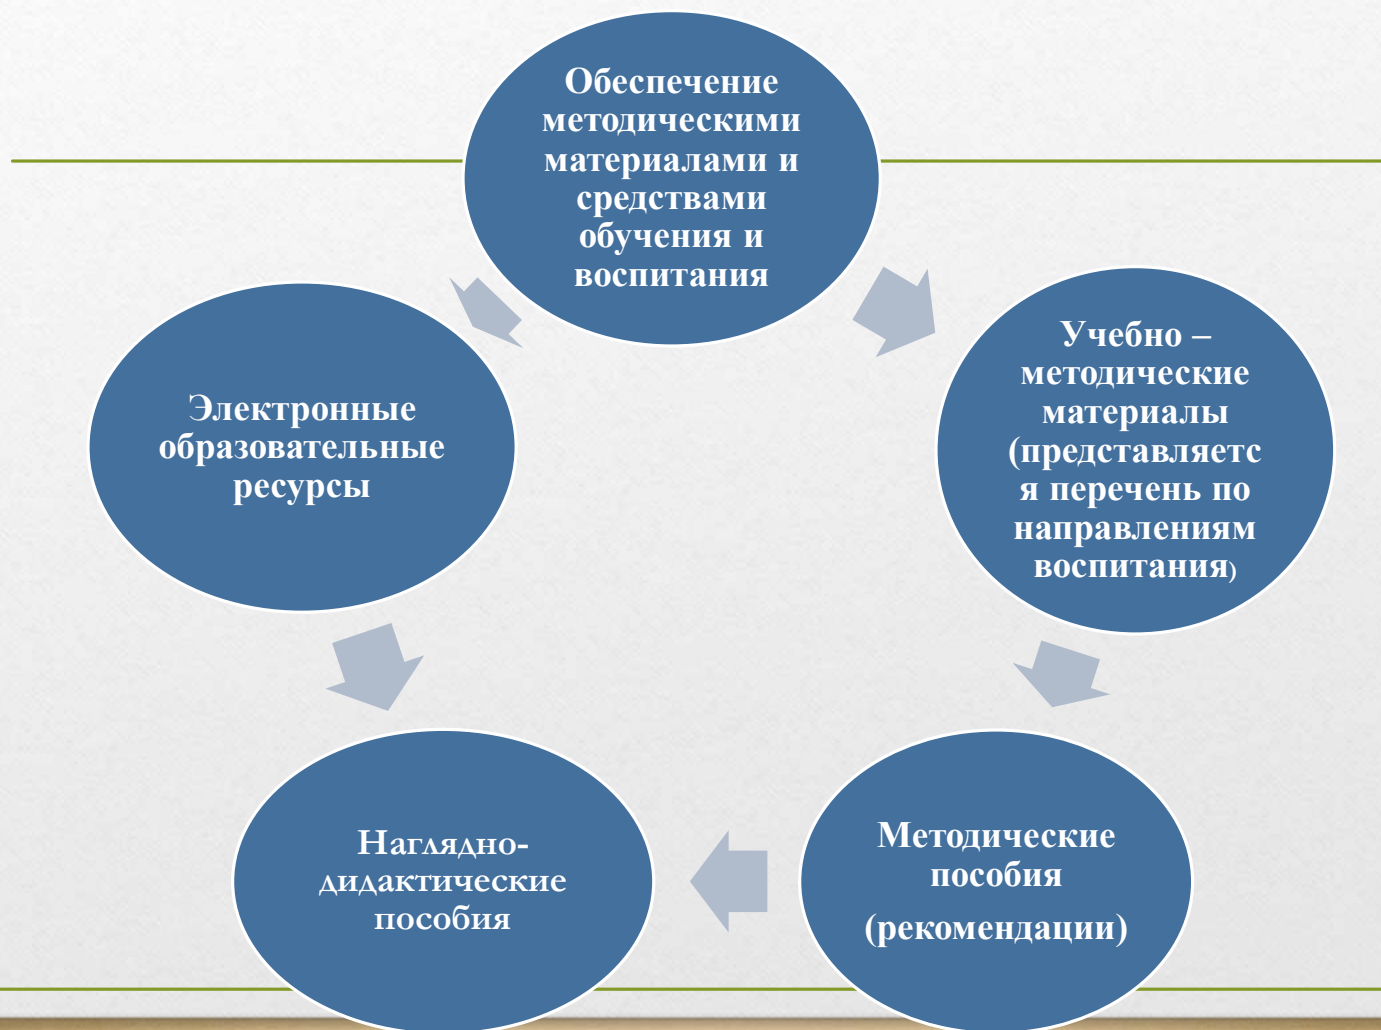 Обеспечение
методическими
материалами и
средствами
обучения и
воспитания
Электронные
образовательные
ресурсы
Учебно –
методические
материалы
(представляетс
я перечень по
направлениям
воспитания)
Наглядно-
дидактические
пособия
Методические
пособия
(рекомендации)